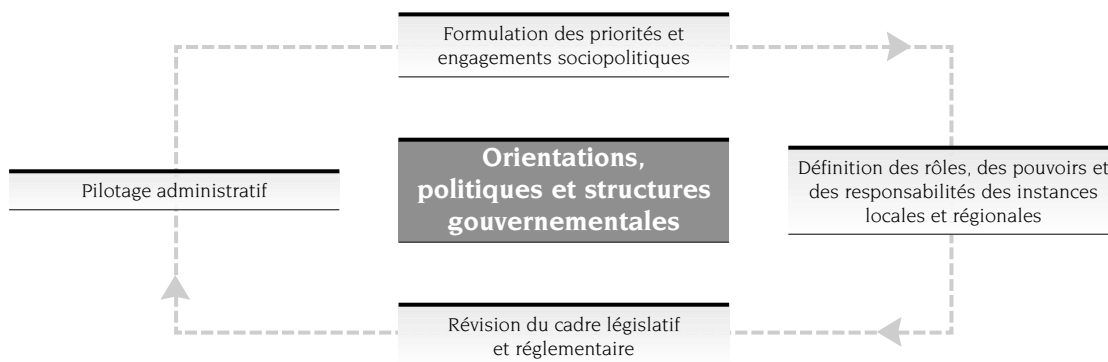 Formulation des priorités et
engagements sociopolitiques
Orientations,
politiques et structures
gouvernementales
Pilotage administratif
Définition des rôles, des pouvoirs et
des responsabilités des instances
locales et régionales
Révision du cadre législatif
et réglementaire